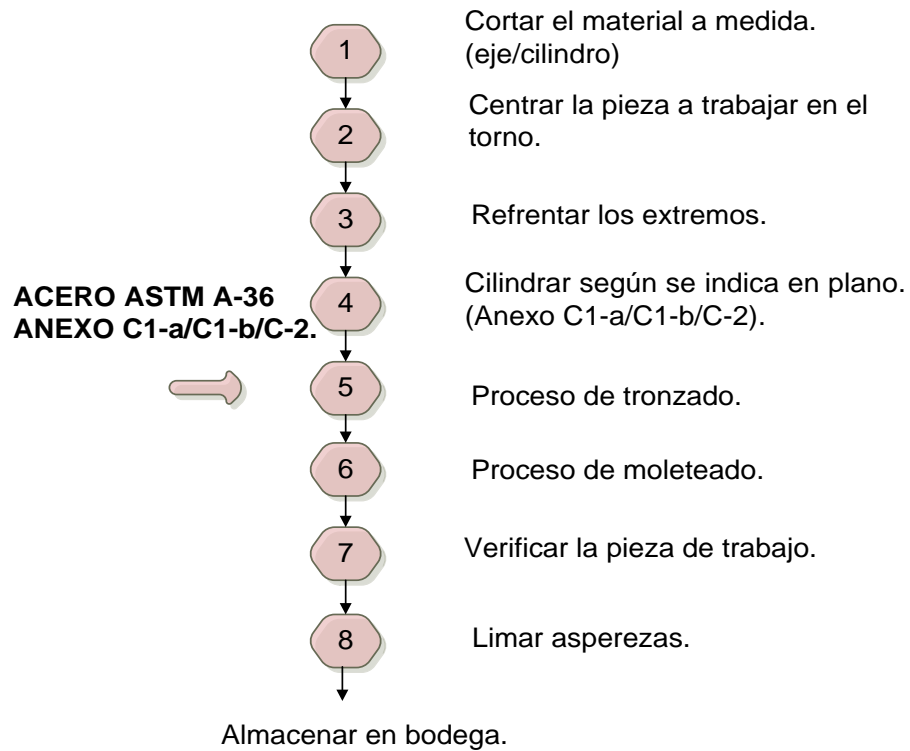 1
Cortar el material a medida.
(eje/cilindro)
2
Centrar la pieza a trabajar en el
torno.
3
Refrentar los extremos.
ACERO ASTM A-36
ANEXO C1-a/C1-b/C-2.
4
Cilindrar según se indica en plano.
(Anexo C1-a/C1-b/C-2).
5
Proceso de tronzado.
6
Proceso de moleteado.
7
Verificar la pieza de trabajo.
8
Limar asperezas.
Almacenar en bodega.